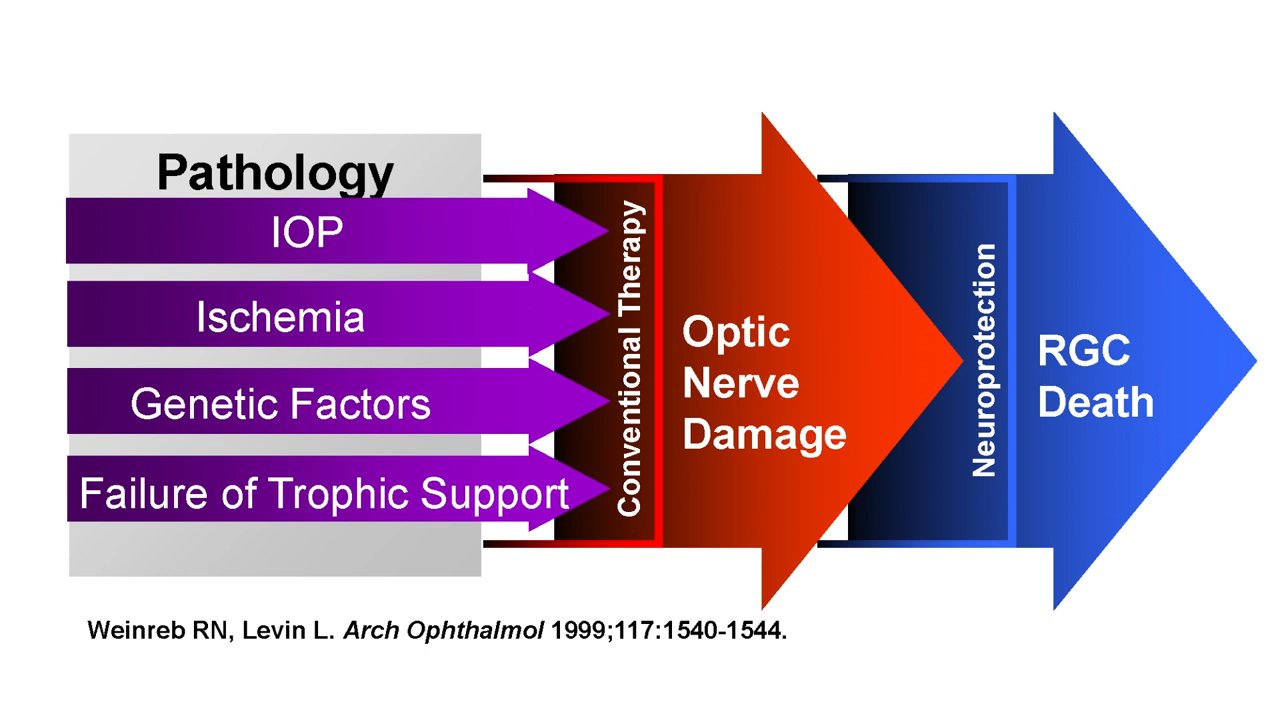 Pathology
IOP
Ischemia
Genetic Factors
Failure of Trophic Support
Conventional Therapy
Optic
Nerve
Damage
Neuroprotection
RGC
Death
Weinreb RN, Levin L. Arch Ophthalmol 1999;117:1540-1544.